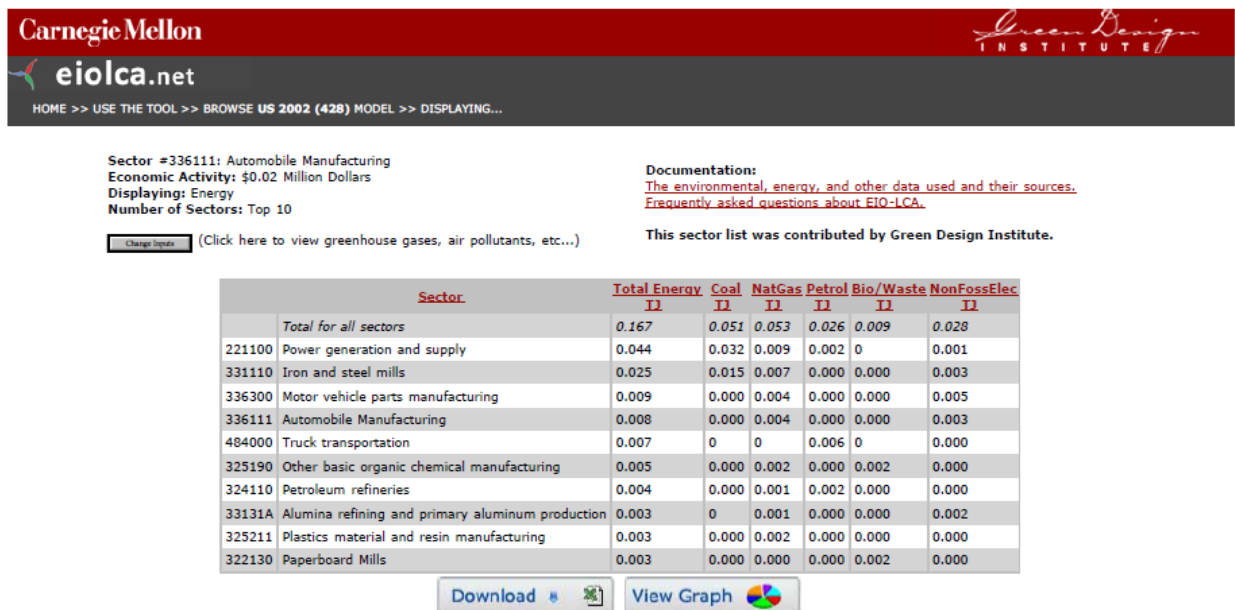 Carnegie Mellon
Green Design
INSTITUTE
eiolca.net
HOME >> USE THE TOOL >> BROWSE US 2002 (428) MODEL >> DISPLAYING...
Sector #336111: Automobile Manufacturing
Economic Activity: $0.02 Million Dollars
Displaying: Energy
Number of Sectors: Top 10
Change Inputs (Click here to view greenhouse gases, air pollutants, etc...)
Documentation:
The environmental, energy, and other data used and their sources.
Frequently asked questions about EIO-LCA.
This sector list was contributed by Green Design Institute.
Sector Total Energy TJ Coal TJ NatGas TJ Petrol TJ Bio/Waste TJ NonFossElec TJ
Total for all sectors 0.167 0.051 0.053 0.026 0.009 0.028
221100 Power generation and supply 0.044 0.032 0.009 0.002 0 0.001
331110 Iron and steel mills 0.025 0.015 0.007 0.000 0.000 0.003
336300 Motor vehicle parts manufacturing 0.009 0.000 0.004 0.000 0.000 0.005
336111 Automobile Manufacturing 0.008 0.000 0.004 0.000 0.000 0.003
484000 Truck transportation 0.007 0 0 0.006 0 0.000
325190 Other basic organic chemical manufacturing 0.005 0.000 0.002 0.000 0.002 0.000
324110 Petroleum refineries 0.004 0.000 0.001 0.002 0.000 0.000
33131A Alumina refining and primary aluminum production 0.003 0 0.001 0.000 0.000 0.002
325211 Plastics material and resin manufacturing 0.003 0.000 0.002 0.000 0.000 0.000
322130 Paperboard Mills 0.003 0.000 0.000 0.000 0.002 0.000
Download View Graph